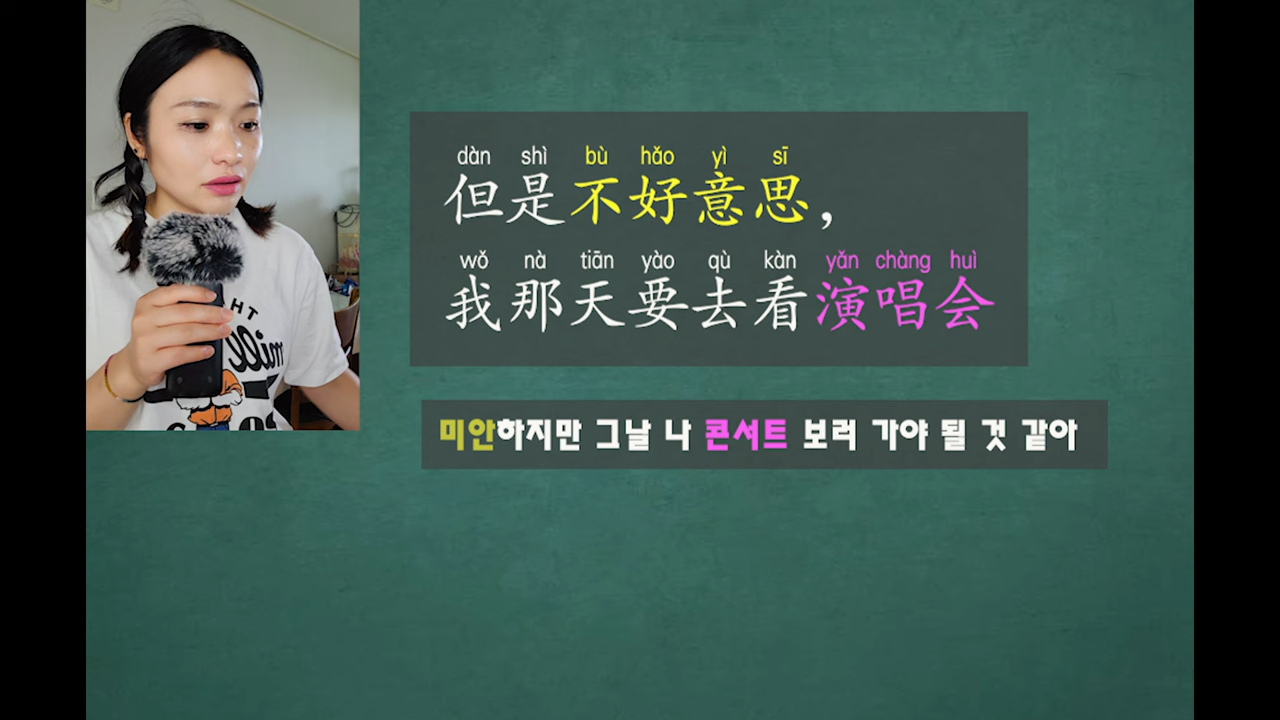 dàn shì bù hǎo yì sī
但是不好意思，
wǒ nà tiān yào qù kàn yǎn chàng huì
我那天要去看演唱会
미안하지만 그날 나 콘서트 보러 가야 될 것 같아